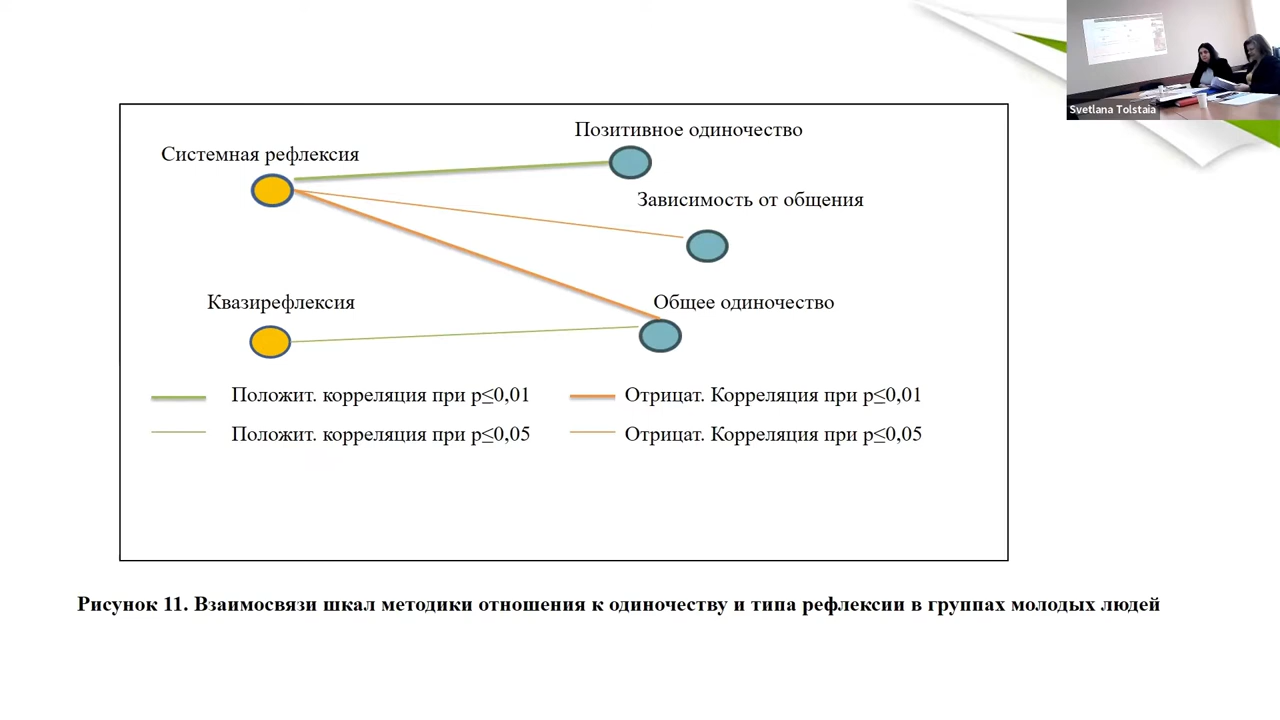 Svetlana Tolstaia
Позитивное одиночество
Системная рефлексия
Зависимость от общения
Квазирефлексия
Общее одиночество
Положит. корреляция при p≤0,01
Отрицат. Корреляция при p≤0,01
Положит. корреляция при p≤0,05
Отрицат. Корреляция при p≤0,05
Рисунок 11. Взаимосвязи шкал методики отношения к одиночеству и типа рефлексии в группах молодых людей